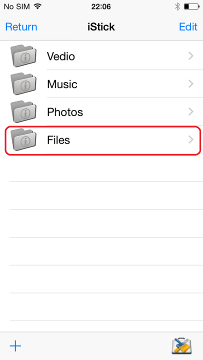 No SIM 22:06
Return iStick Edit
Vedio
Music
Photos
Files